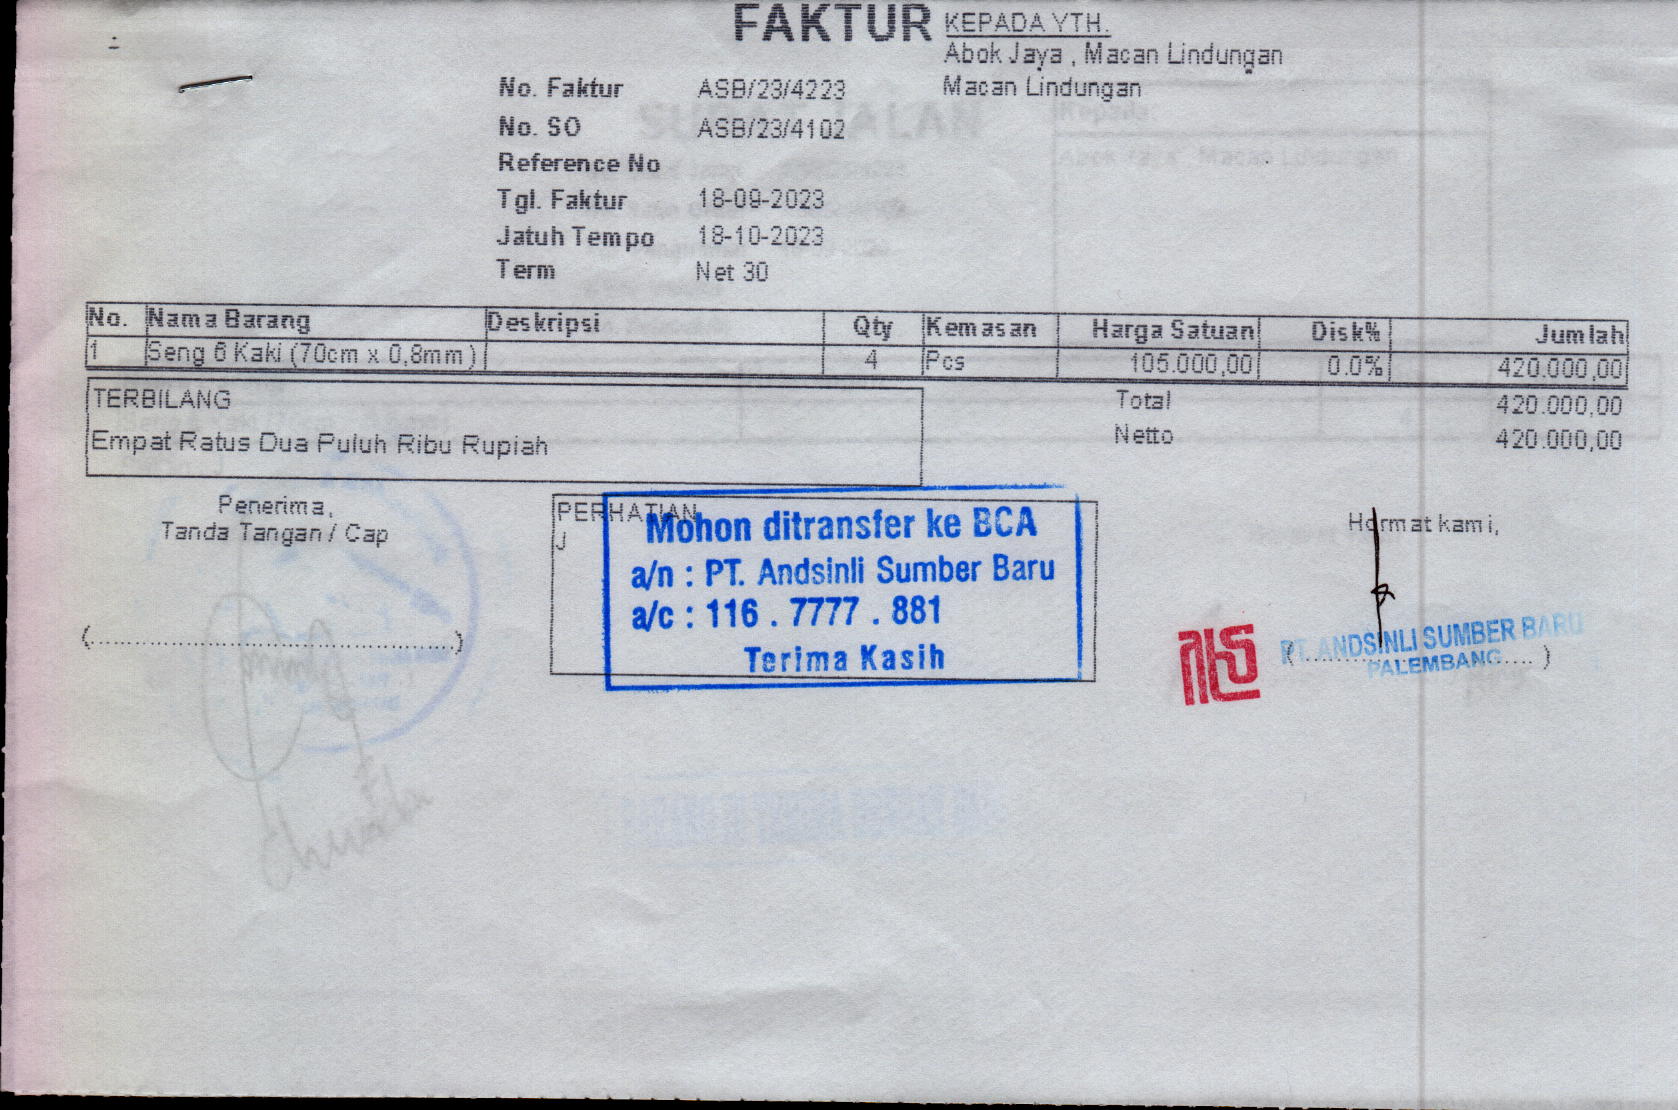 FAKTUR
KEPADA YTH.
Abok Jaya , Macan Lindungan
Macan Lindungan
No. Faktur ASB/23/4223
No. SO ASB/23/4102
Reference No
Tgl. Faktur 18-09-2023
Jatuh Tempo 18-10-2023
Term Net 30
No. Nama Barang Deskripsi Qty Kemasan Harga Satuan Disk% Jumlah
1 Seng 6 Kaki (70cm x 0,8mm) 4 Pcs 105.000,00 0.0% 420.000,00
TERBILANG
Empat Ratus Dua Puluh Ribu Rupiah
Total 420.000,00
Netto 420.000,00
Penerima,
Tanda Tangan / Cap
(............................................................)
PERHATIAN
J
Mohon ditransfer ke BCA
a/n : PT. Andsinli Sumber Baru
a/c : 116 . 7777 . 881
Terima Kasih
Hormat kami,
PT. ANDSINLI SUMBER BARU
PALEMBANG
(........................................)